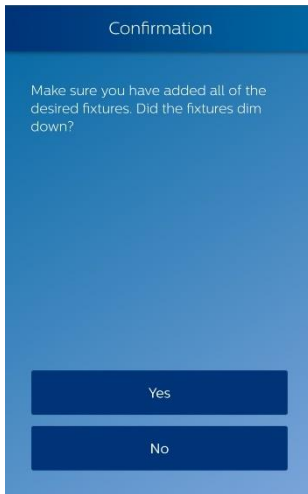 Confirmation
Make sure you have added all of the
desired fixtures. Did the fixtures dim
down?
Yes
No